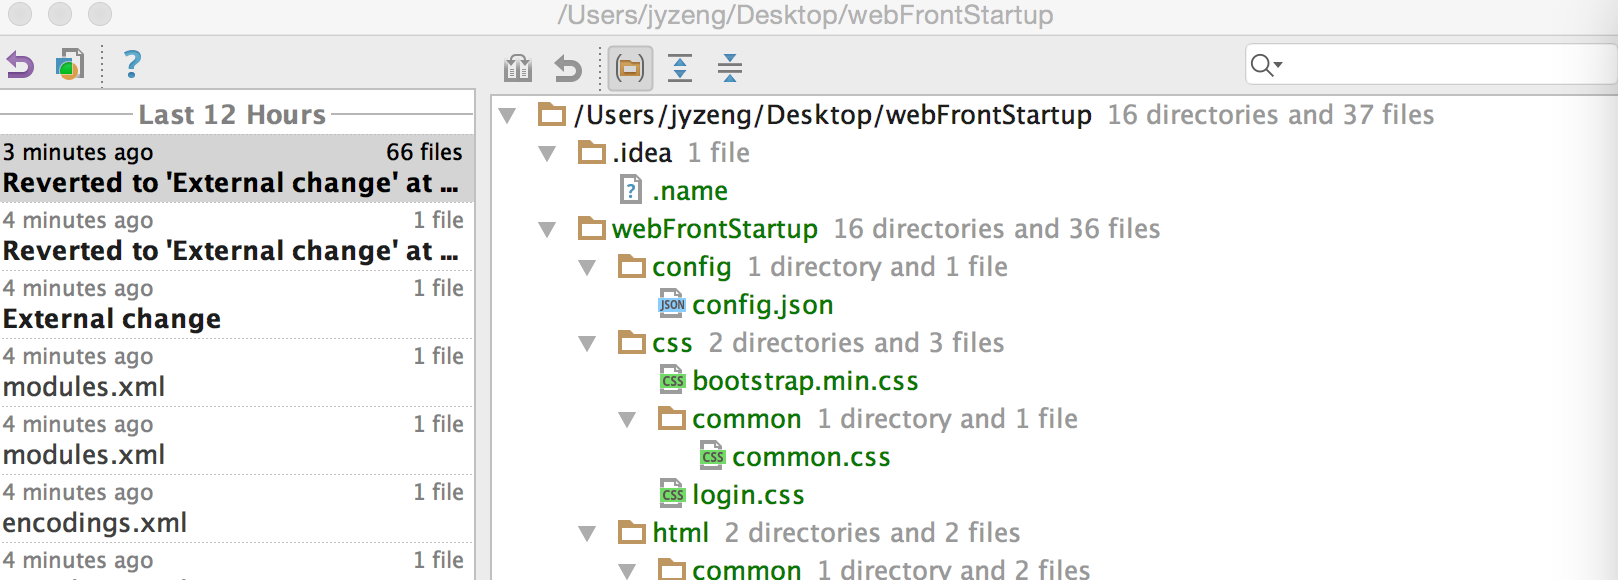 /Users/jyzeng/Desktop/webFrontStartup
?
Last 12 Hours
3 minutes ago 66 files
Reverted to 'External change' at ...
4 minutes ago 1 file
Reverted to 'External change' at ...
4 minutes ago 1 file
External change
4 minutes ago 1 file
modules.xml
4 minutes ago 1 file
modules.xml
4 minutes ago 1 file
encodings.xml
4 minutes ago 1 file
/Users/jyzeng/Desktop/webFrontStartup 16 directories and 37 files
.idea 1 file
? .name
webFrontStartup 16 directories and 36 files
config 1 directory and 1 file
JSON config.json
css 2 directories and 3 files
CSS bootstrap.min.css
common 1 directory and 1 file
CSS common.css
CSS login.css
html 2 directories and 2 files
common 1 directory and 2 files